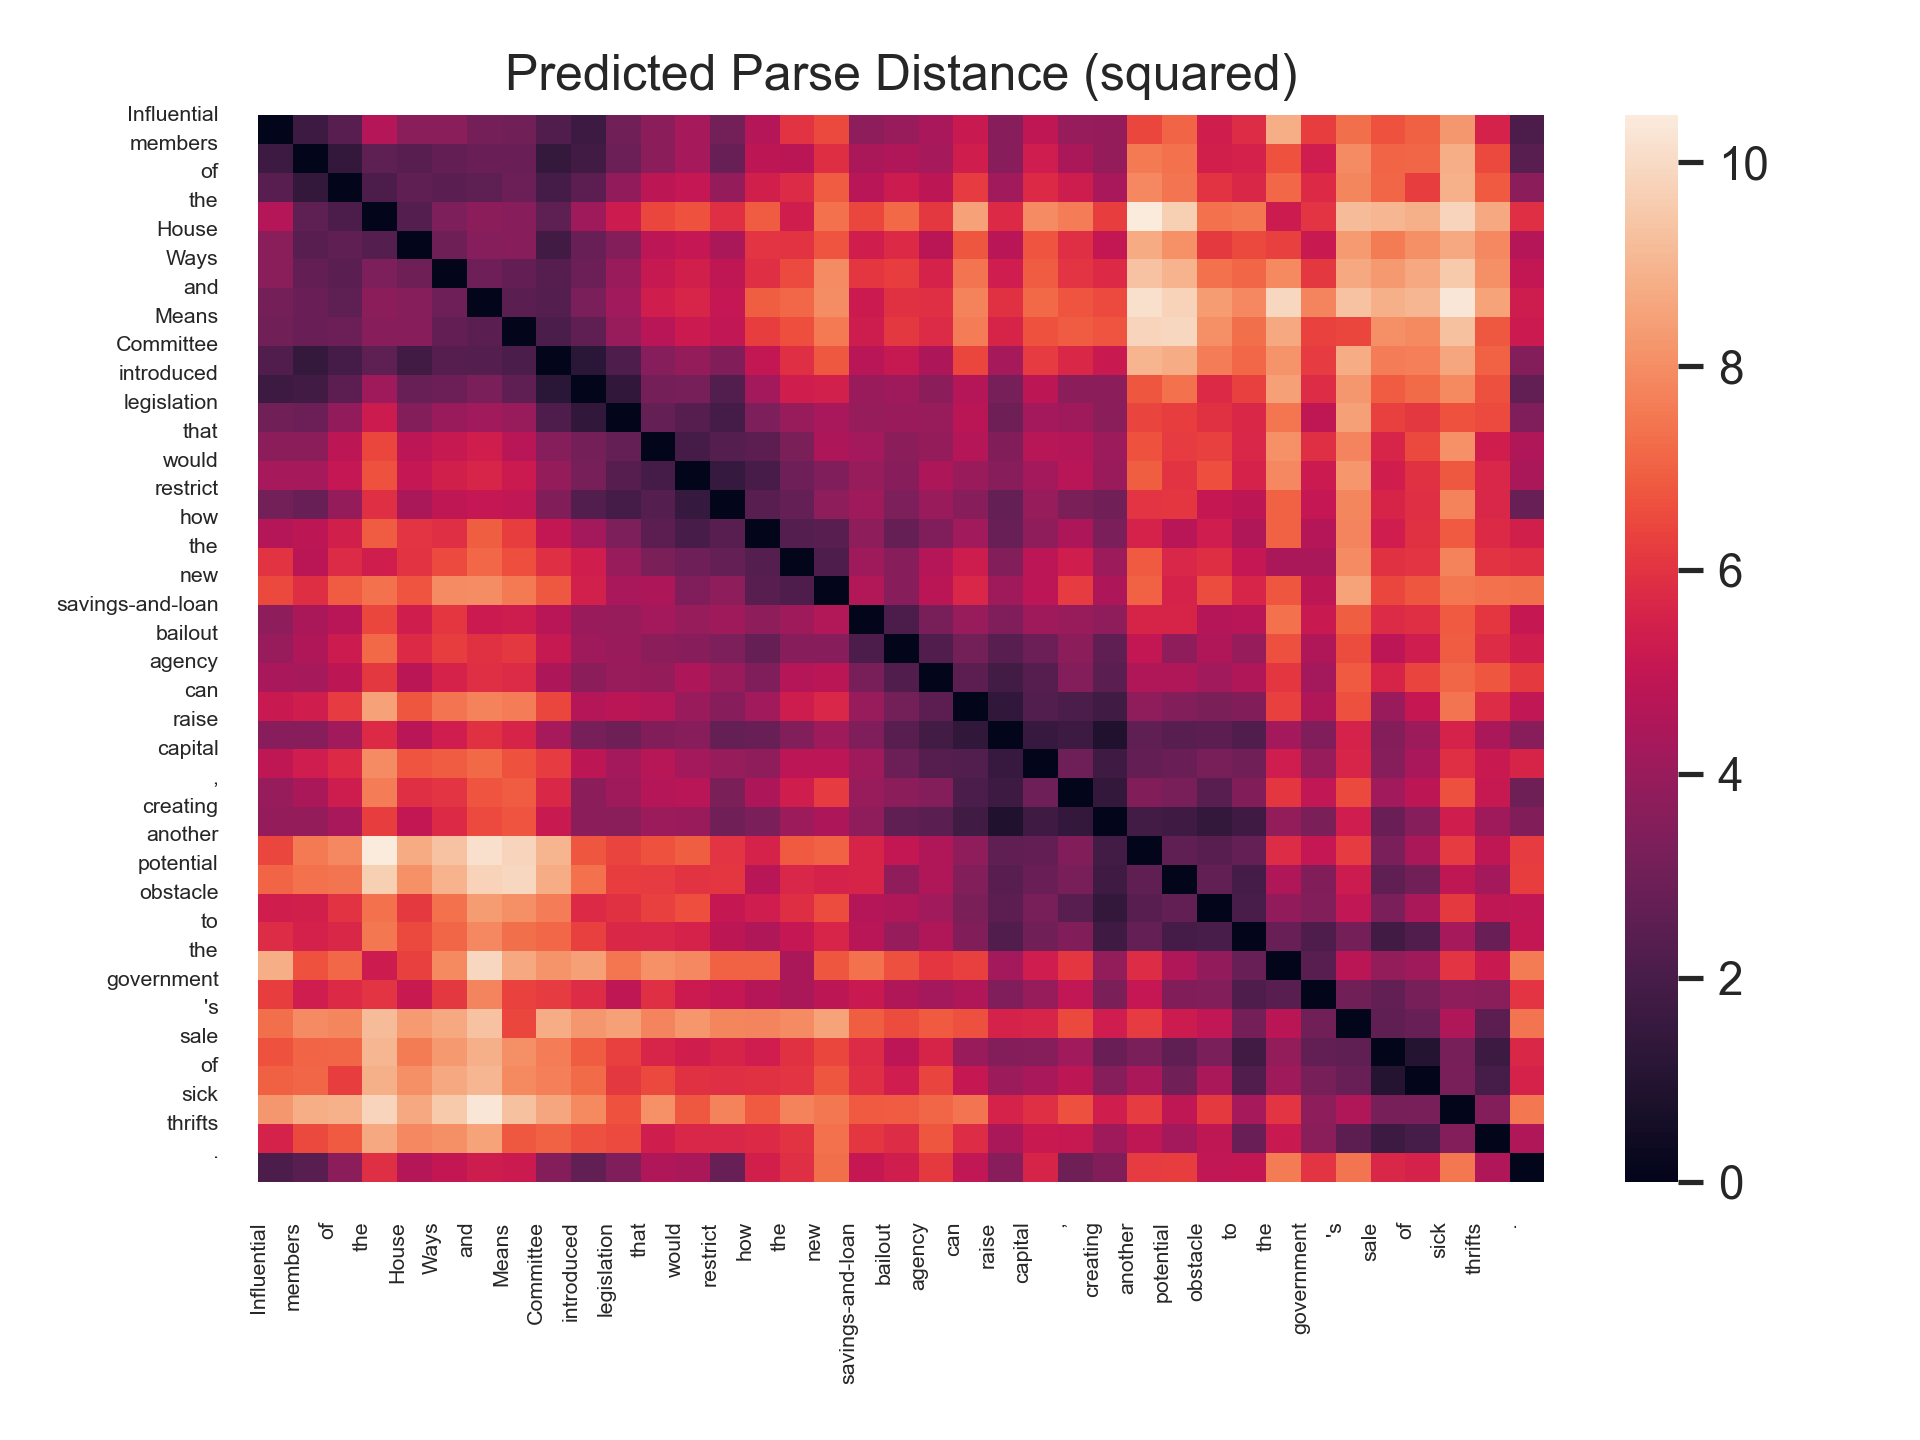 Predicted Parse Distance (squared)
Influential
members
of
the
House
Ways
and
Means
Committee
introduced
legislation
that
would
restrict
how
the
new
savings-and-loan
bailout
agency
can
raise
capital
,
creating
another
potential
obstacle
to
the
government
's
sale
of
sick
thrifts
.
10
8
6
4
2
0
Influential
members
of
the
House
Ways
and
Means
Committee
introduced
legislation
that
would
restrict
how
the
new
savings-and-loan
bailout
agency
can
raise
capital
,
creating
another
potential
obstacle
to
the
government
's
sale
of
sick
thrifts
.